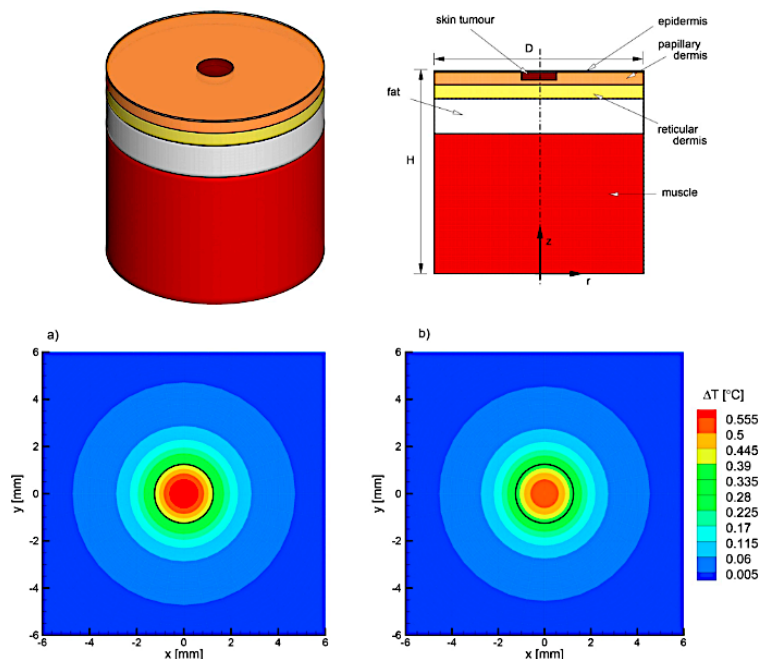 skin tumour
D
epidermis
papillary
dermis
fat
H
reticular
dermis
muscle
z
r
a)
b)
6
4
2
0
-2
-4
-6
y [mm]
-6
-4
-2
0
2
4
6
x [mm]
6
4
2
0
-2
-4
-6
y [mm]
-6
-4
-2
0
2
4
6
x [mm]
ΔT [°C]
0.555
0.5
0.445
0.39
0.28
0.225
0.17
0.115
0.06
0.005